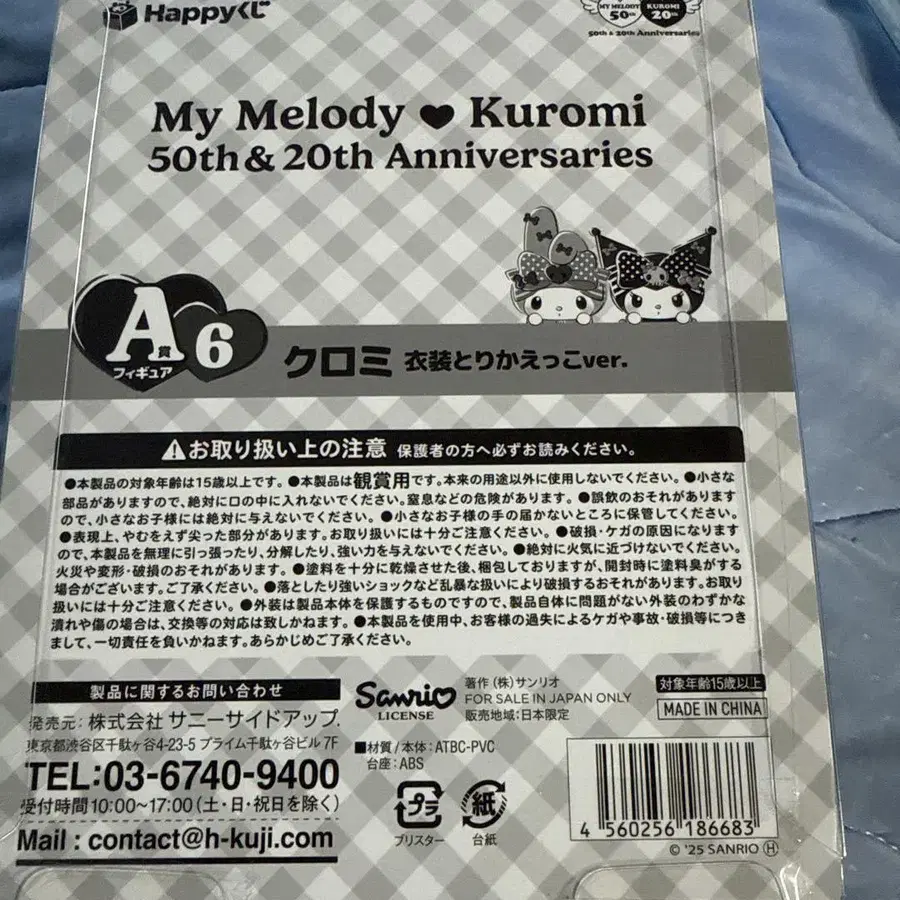 Happyくじ
MY MELODY 50th KUROMI 20th
50th & 20th Anniversaries
My Melody ♥ Kuromi
50th & 20th Anniversaries
A賞 フィギュア 6
クロミ 衣装とりかえっこver.
⚠お取り扱い上の注意 保護者の方へ必ずお読みください。
●本製品の対象年齢は15歳以上です。●本製品は観賞用です。本来の用途以外に使用しないでください。●小さな
部品がありますので、絶対に口の中に入れないでください。窒息などの危険があります。●誤飲のおそれがあります
ので、小さなお子様には絶対に与えないでください。●小さなお子様の手の届かないところに保管してください。
●表現上、やむをえず尖った部分があります。お取り扱いには十分ご注意ください。●破損・ケガの原因になります
ので、本製品を無理に引っ張ったり、分解したり、強い力を与えないでください。●絶対に火気に近づけないでください。
火災や変形・破損のおそれがあります。●塗料を十分に乾燥させた後、梱包しておりますが、開封時に塗料臭がする
場合がございます。ご了承ください。●落としたり強いショックなど乱暴な扱いにより破損するおそれがあります。お取り
扱いには十分ご注意ください。●外装は製品本体を保護するものですので、製品自体に問題がない外装のわずかな
潰れや傷の場合は、交換等の対応は致しかねます。●本製品を使用中、お客様の過失によるケガや事故・破損等につき
まして、一切責任を負いかねます。あらかじめご了承ください。
製品に関するお問い合わせ
発売元: 株式会社 サニーサイドアップ
東京都渋谷区千駄ヶ谷4-23-5 プライム千駄ヶ谷ビル 7F
TEL:03-6740-9400
受付時間 10:00〜17:00 (土・日・祝日を除く)
Mail : contact@h-kuji.com
Sanrio
LICENSE
著作 (株)サンリオ
FOR SALE IN JAPAN ONLY
販売地域:日本限定
対象年齢15歳以上
MADE IN CHINA
■材質/本体: ATBC-PVC
台座: ABS
プラ
ブリスター
紙
台紙
4 560256 186683
© '25 SANRIO Ⓗ